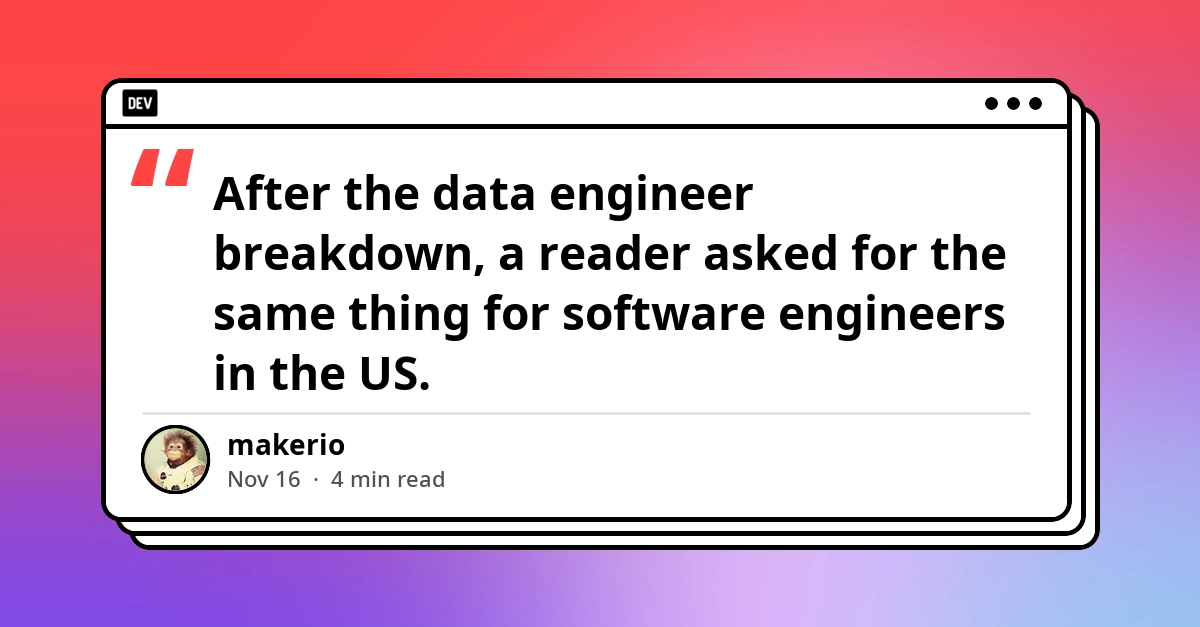 DEV
“
After the data engineer
breakdown, a reader asked for the
same thing for software engineers
in the US.
makerio
Nov 16 · 4 min read